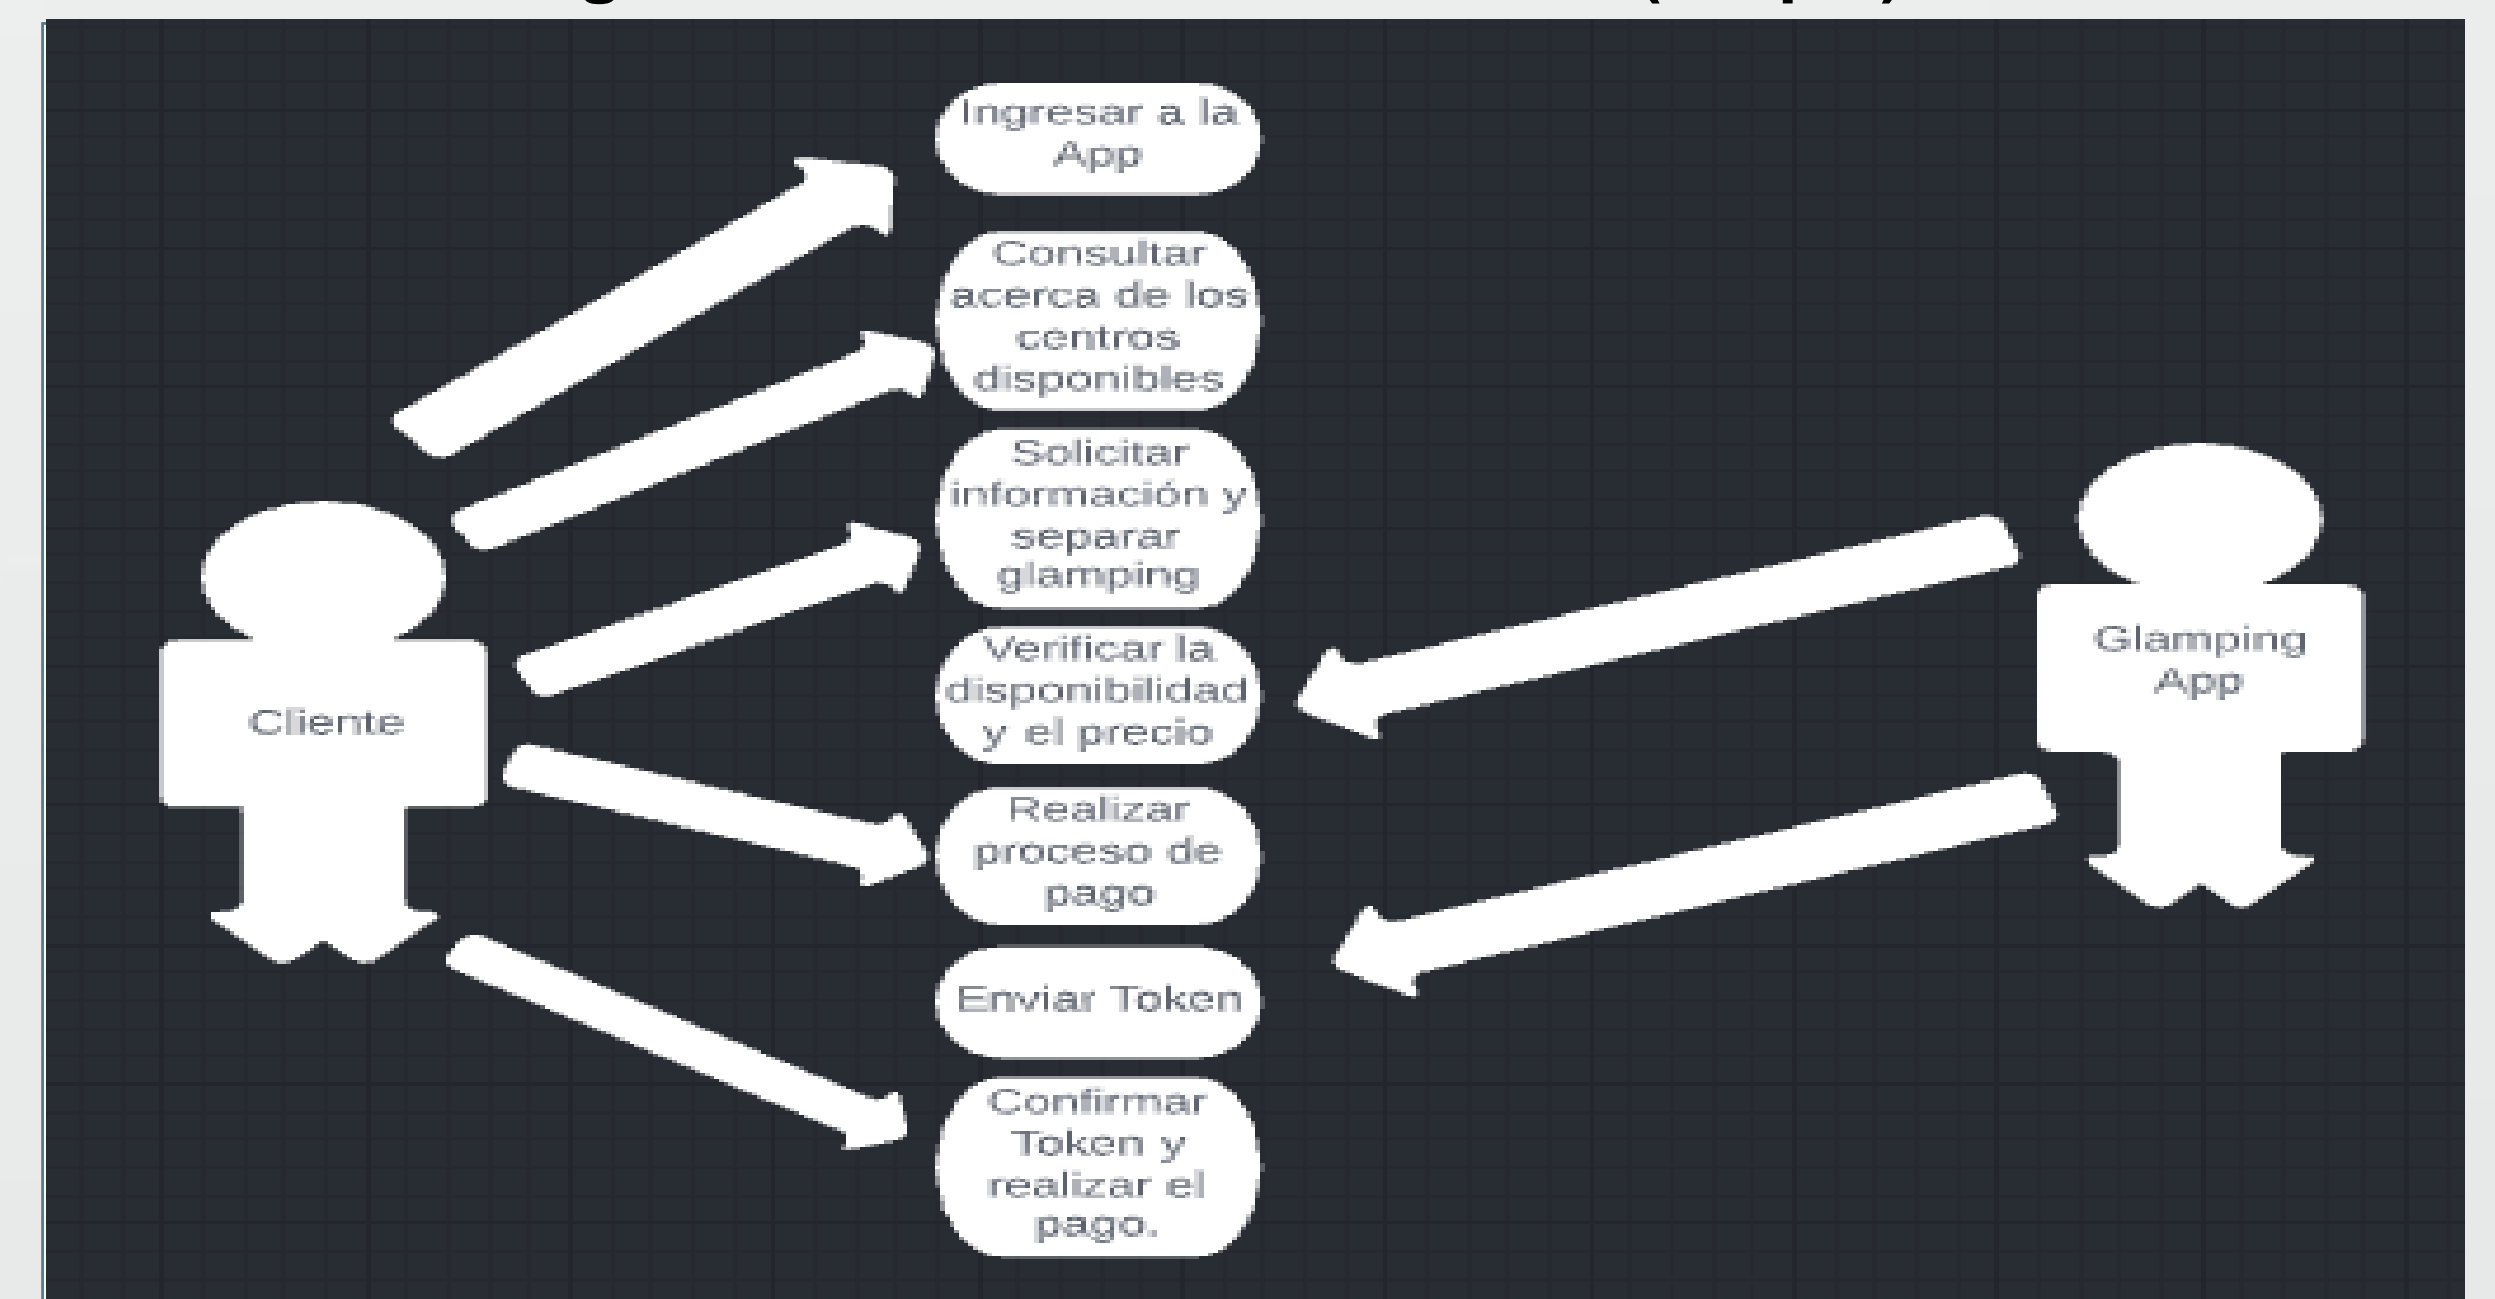 Ingresar a la
App
Consultar
acerca de los
centros
disponibles
Solicitar
información y
separar
glamping
Verificar la
disponibilidad
y el precio
Realizar
proceso de
pago
Enviar Token
Confirmar
Token y
realizar el
pago.
Cliente
Glamping
App